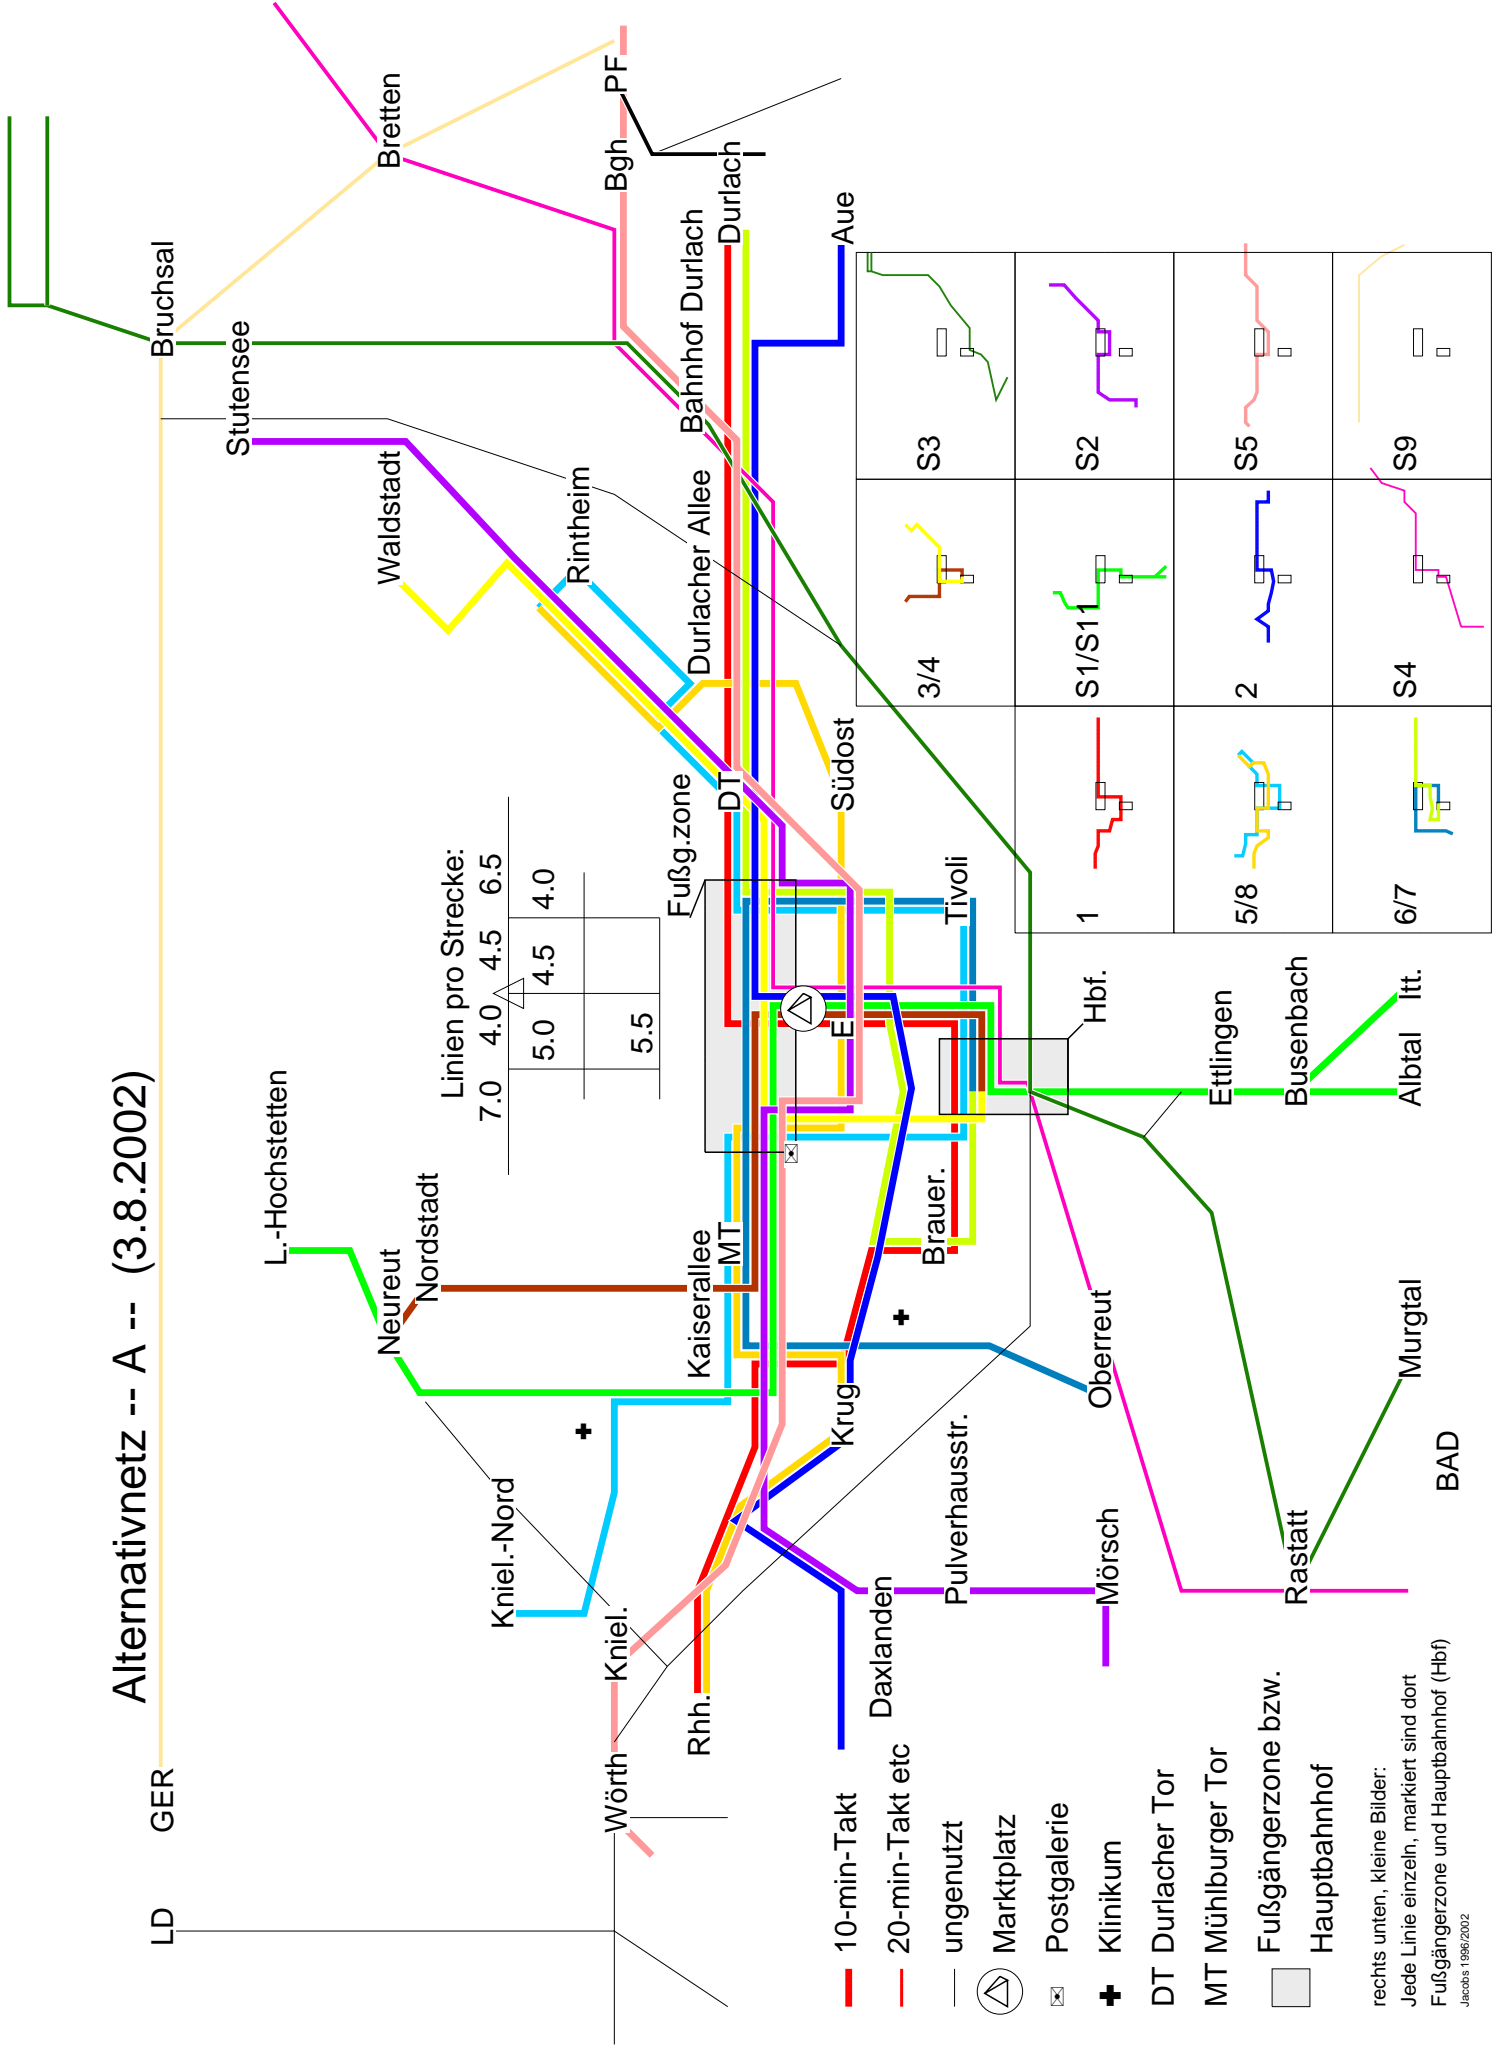 Alternativnetz -- A -- (3.8.2002)
LD
GER
Bruchsal
Stutensee
L.-Hochstetten
Neureut
Nordstadt
Waldstadt
Bretten
Linien pro Strecke:
7.0 4.0 4.5 6.5
5.0 4.5 4.0
5.5
Kniel.-Nord
Rintheim
Wörth
Kniel.
Bgh
PF
Rhh.
Kaiserallee
MT
Fußg.zone
DT
Durlacher Allee
Bahnhof Durlach
Durlach
Krug
E
Südost
Aue
Daxlanden
Brauer.
Tivoli
Pulverhausstr.
Hbf.
Oberreut
Mörsch
Ettlingen
Busenbach
Rastatt
Murgtal
Albtal
Itt.
BAD
10-min-Takt
20-min-Takt etc
ungenutzt
Marktplatz
Postgalerie
Klinikum
DT Durlacher Tor
MT Mühlburger Tor
Fußgängerzone bzw.
Hauptbahnhof
rechts unten, kleine Bilder:
Jede Linie einzeln, markiert sind dort
Fußgängerzone und Hauptbahnhof (Hbf)
Jacobs 1996/2002
3/4
S3
1
S1/S11
S2
5/8
2
S5
6/7
S4
S9